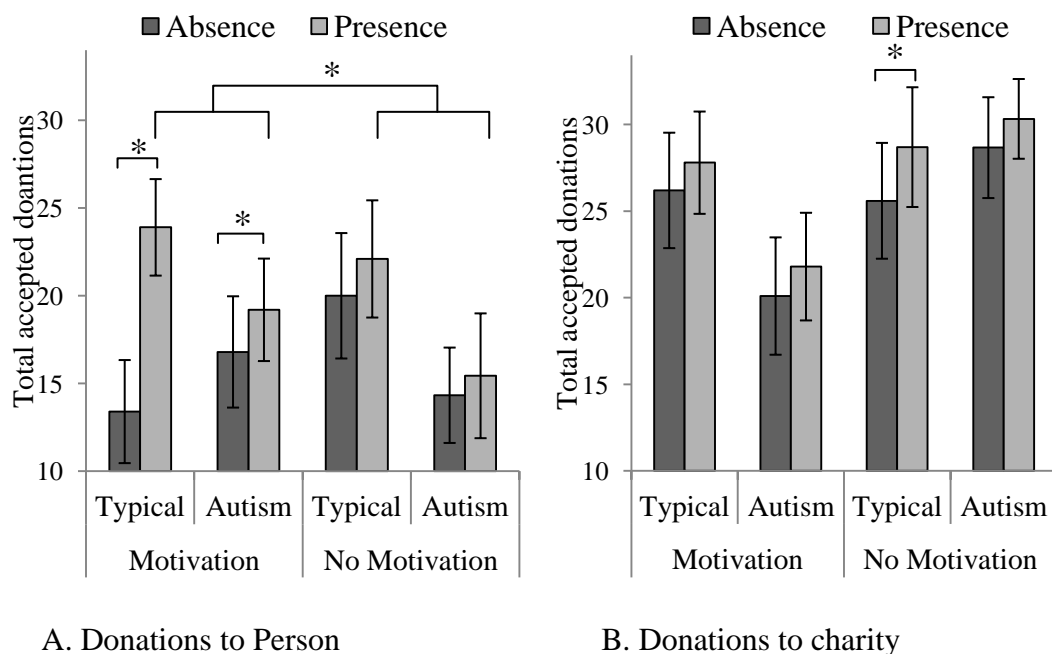 Absence Presence
*
*
*
Total accepted doantions
30
25
20
15
10
Typical Autism Typical Autism
Motivation No Motivation
A. Donations to Person
Absence Presence
*
Total accepted donations
30
25
20
15
10
Typical Autism Typical Autism
Motivation No Motivation
B. Donations to charity